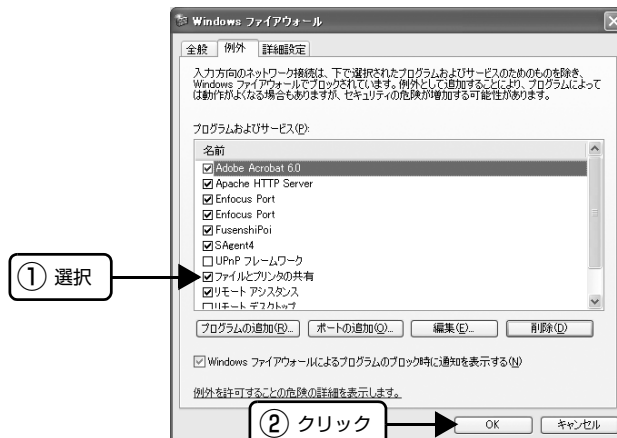 Windows ファイアウォール
全般 例外 詳細設定
入力方向のネットワーク接続は、下で選択されたプログラムおよびサービスのためのものを除き、
Windows ファイアウォールでブロックされています。例外として追加することにより、プログラムによって
は動作がよくなる場合もありますが、セキュリティの危険が増加する可能性があります。
プログラムおよびサービス(P):
名前
Adobe Acrobat 6.0
Apache HTTP Server
Enfocus Port
Enfocus Port
FusenshiPoi
SAgent4
UPnP フレームワーク
① 選択
ファイルとプリンタの共有
リモート アシスタンス
リモート デスクトップ
プログラムの追加(R)... ポートの追加(O)... 編集(E)... 削除(D)
Windows ファイアウォールによるプログラムのブロック時に通知を表示する(N)
例外を許可することの危険の詳細を表示します。
② クリック
OK キャンセル